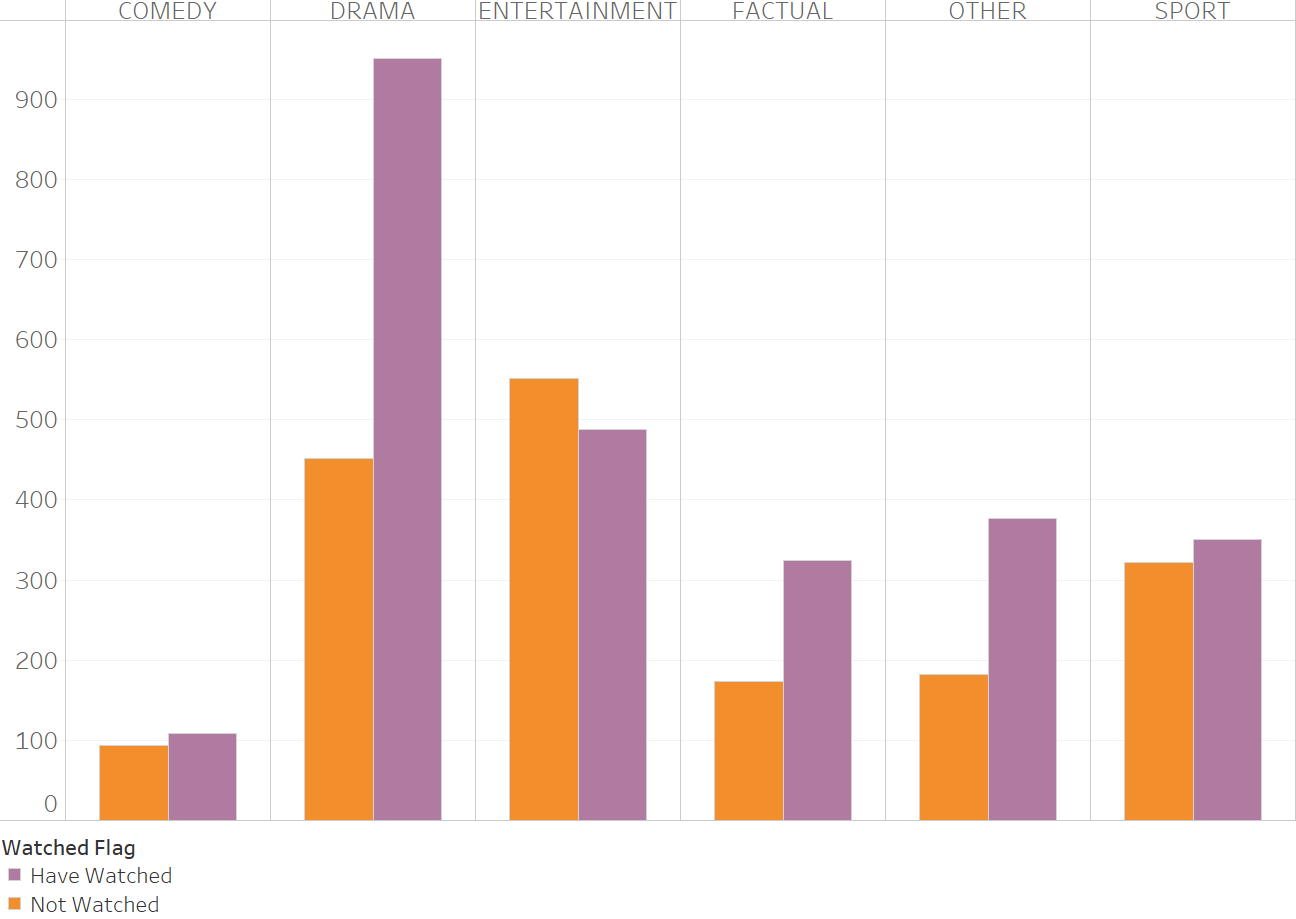 COMEDY DRAMA ENTERTAINMENT FACTUAL OTHER SPORT
900
800
700
600
500
400
300
200
100
0
Watched Flag
Have Watched
Not Watched